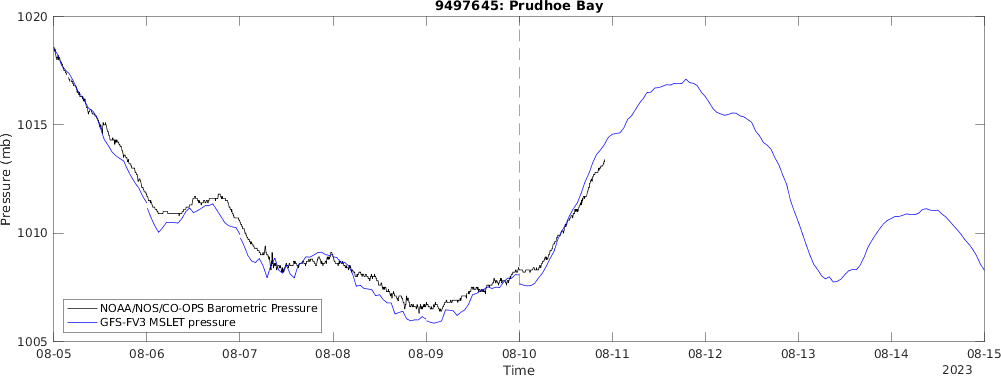 9497645: Prudhoe Bay
1020
1015
1010
1005
Pressure (mb)
NOAA/NOS/CO-OPS Barometric Pressure
GFS-FV3 MSLET pressure
08-05 08-06 08-07 08-08 08-09 08-10 08-11 08-12 08-13 08-14 08-15
Time
2023